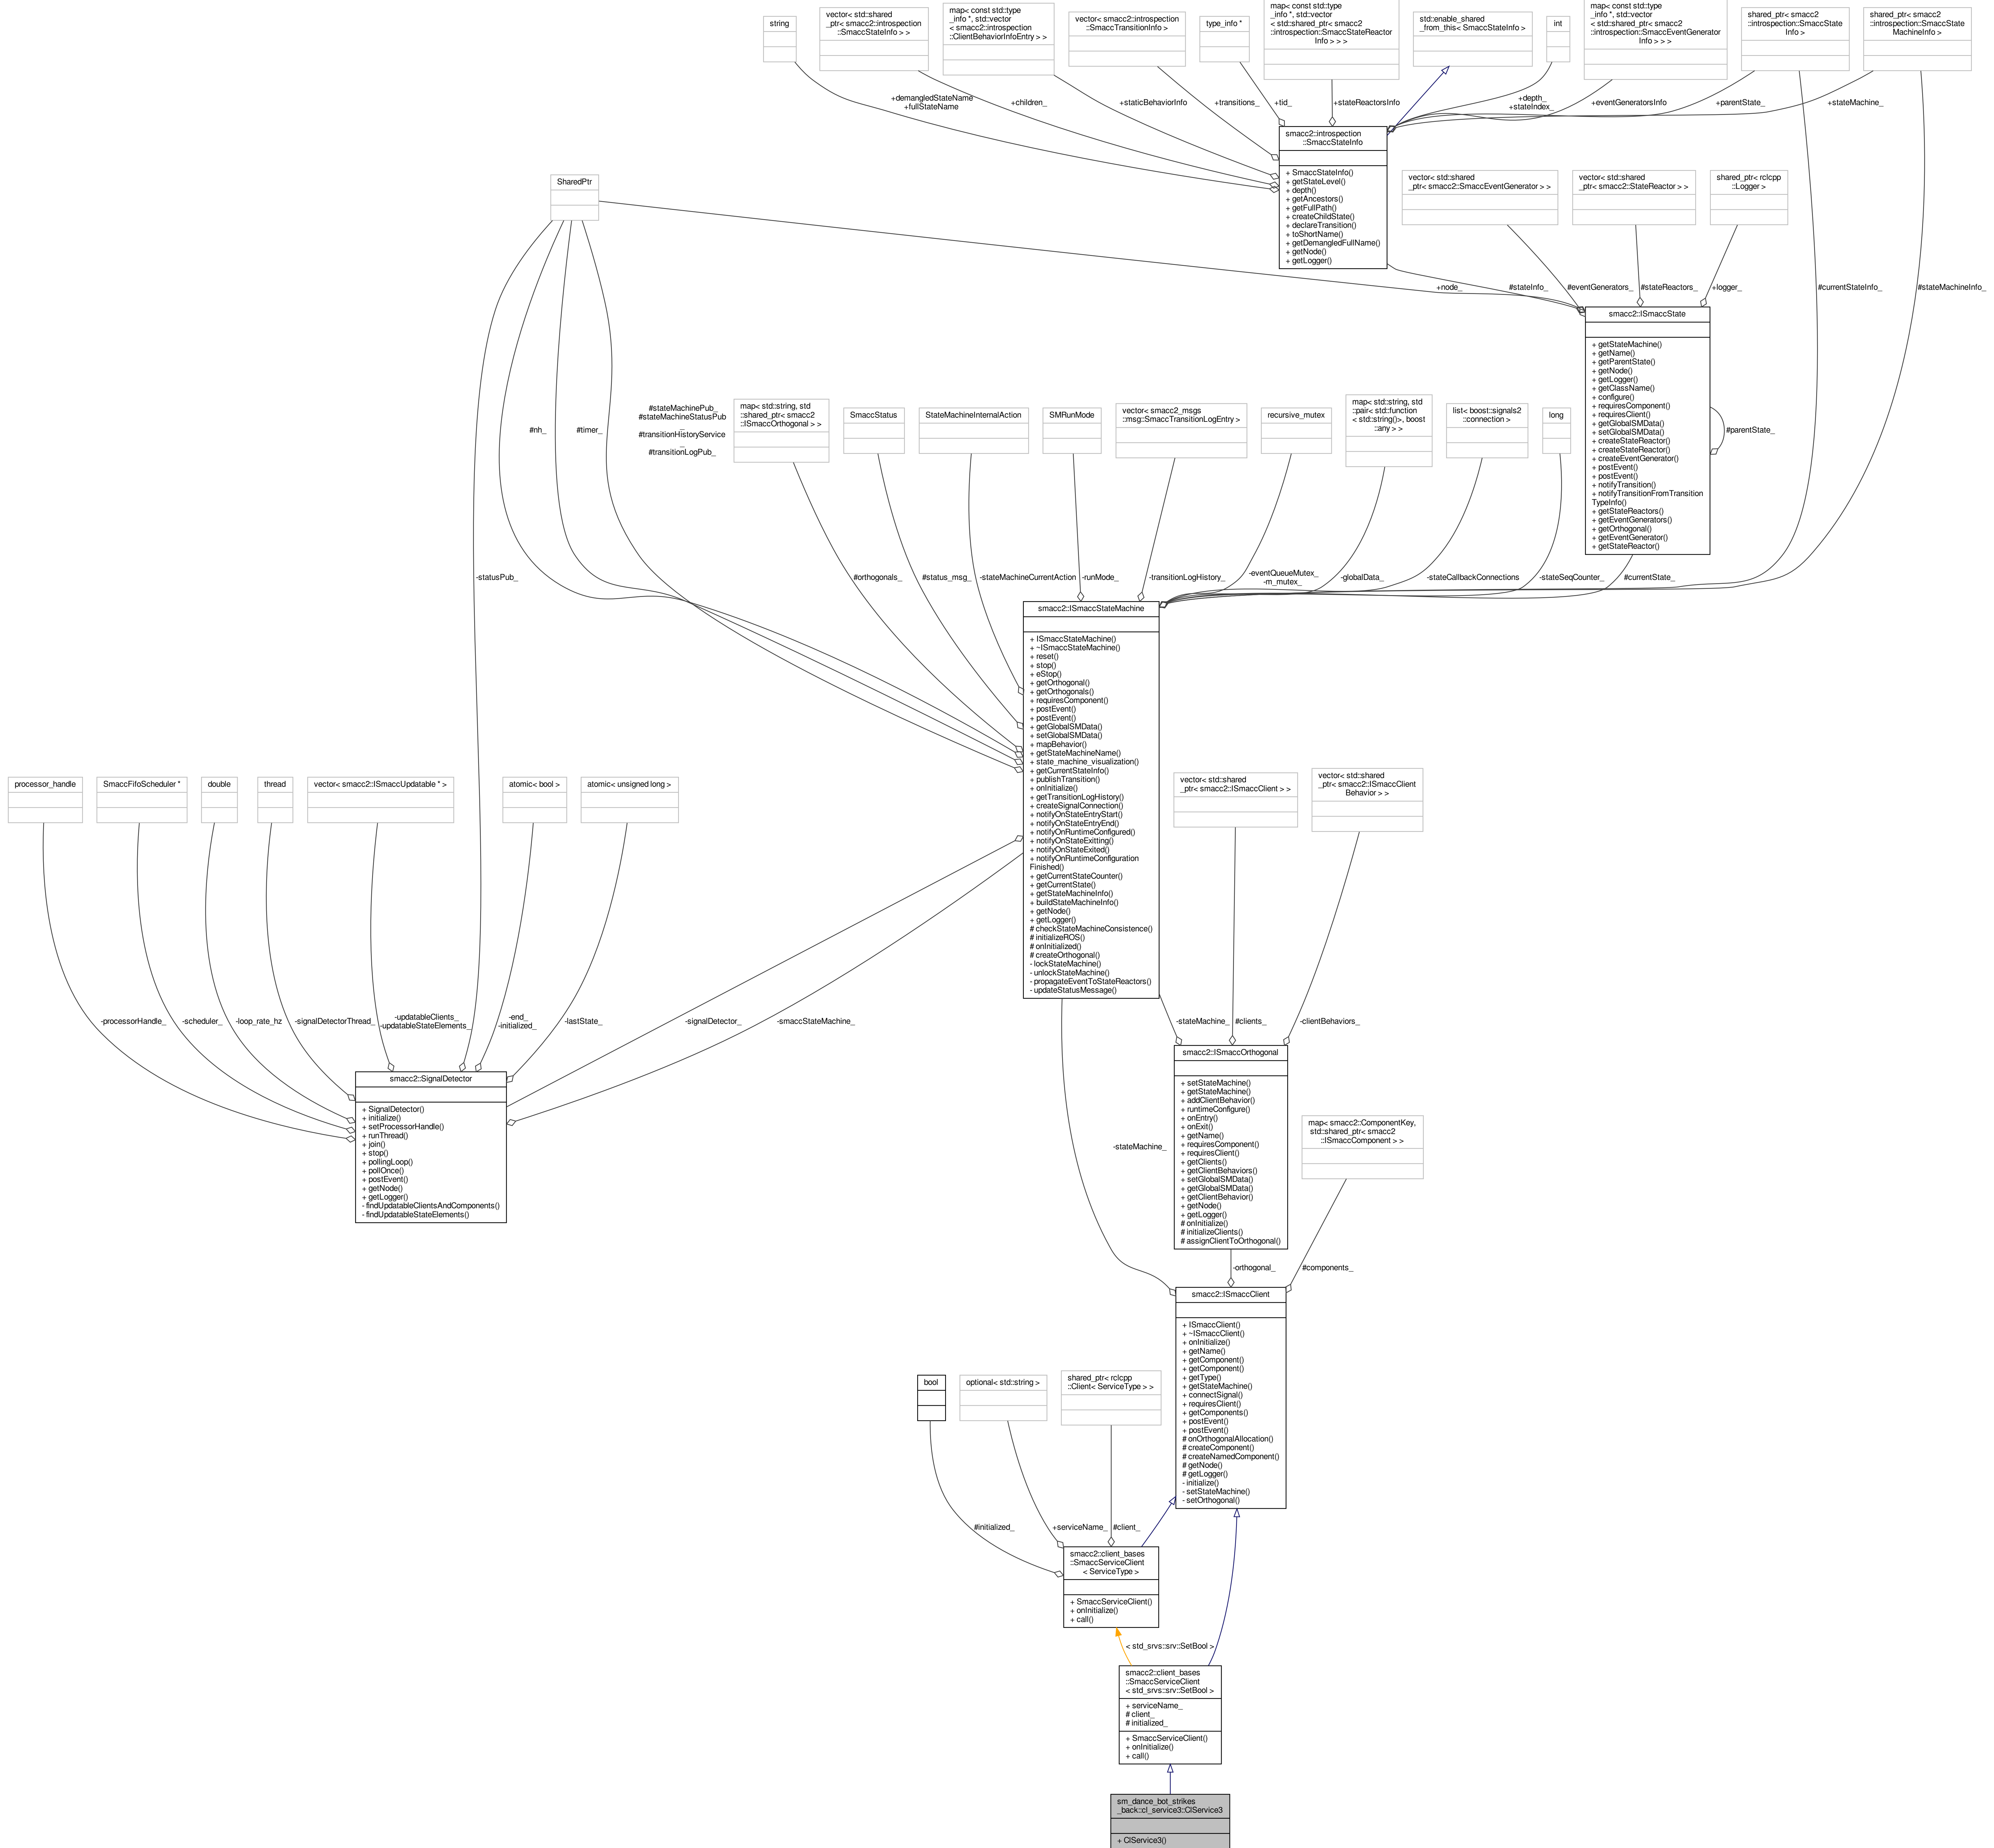 string
vector< std::shared
_ptr< smacc2::introspection
::SmaccStateInfo > >
map< const std::type
_info *, std::vector
< smacc2::introspection
::ClientBehaviorInfoEntry > >
vector< smacc2::introspection
::SmaccTransitionInfo >
type_info *
map< const std::type
_info *, std::vector
< std::shared_ptr< smacc2
::introspection::SmaccStateReactor
Info > > >
std::enable_shared
_from_this< SmaccStateInfo >
int
map< const std::type
_info *, std::vector
< std::shared_ptr< smacc2
::introspection::SmaccEventGenerator
Info > > >
shared_ptr< smacc2
::introspection::SmaccState
Info >
shared_ptr< smacc2
::introspection::SmaccState
MachineInfo >
+demangledStateName
+fullStateName
+children_
+staticBehaviorInfo
+transitions_
+tid_
+stateReactorsInfo
+depth_
+stateIndex_
+eventGeneratorsInfo
+parentState_
+stateMachine_
smacc2::introspection
::SmaccStateInfo
+ SmaccStateInfo()
+ getStateLevel()
+ depth()
+ getAncestors()
+ getFullPath()
+ createChildState()
+ declareTransition()
+ toShortName()
+ getDemangledFullName()
+ getNode()
+ getLogger()
SharedPtr
vector< std::shared
_ptr< smacc2::SmaccEventGenerator > >
vector< std::shared
_ptr< smacc2::StateReactor > >
shared_ptr< rclcpp
::Logger >
+node_
#stateInfo_
#eventGenerators_
#stateReactors_
+logger_
#currentStateInfo_
#stateMachineInfo_
smacc2::ISmaccState
+ getStateMachine()
+ getName()
+ getParentState()
+ getNode()
+ getLogger()
+ getClassName()
+ configure()
+ requiresComponent()
+ requiresClient()
+ getGlobalSMData()
+ setGlobalSMData()
+ createStateReactor()
+ createStateReactor()
+ createEventGenerator()
+ postEvent()
+ postEvent()
+ notifyTransition()
+ notifyTransitionFromTransition
TypeInfo()
+ getStateReactors()
+ getEventGenerators()
+ getOrthogonal()
+ getEventGenerator()
+ getStateReactor()
#parentState_
#nh_
#timer_
#stateMachinePub_
#stateMachineStatusPub
_
#transitionHistoryService
_
#transitionLogPub_
map< std::string, std
::shared_ptr< smacc2
::ISmaccOrthogonal > >
SmaccStatus
StateMachineInternalAction
SMRunMode
vector< smacc2_msgs
::msg::SmaccTransitionLogEntry >
recursive_mutex
map< std::string, std
::pair< std::function
< std::string()>, boost
::any > >
list< boost::signals2
::connection >
long
-statusPub_
#orthogonals_
#status_msg_
-stateMachineCurrentAction
-runMode_
-transitionLogHistory_
-eventQueueMutex_
-m_mutex_
-globalData_
-stateCallbackConnections
-stateSeqCounter_
#currentState_
smacc2::ISmaccStateMachine
+ ISmaccStateMachine()
+ ~ISmaccStateMachine()
+ reset()
+ stop()
+ eStop()
+ getOrthogonal()
+ getOrthogonals()
+ requiresComponent()
+ postEvent()
+ postEvent()
+ getGlobalSMData()
+ setGlobalSMData()
+ mapBehavior()
+ getStateMachineName()
+ state_machine_visualization()
+ getCurrentStateInfo()
+ publishTransition()
+ onInitialize()
+ getTransitionLogHistory()
+ createSignalConnection()
+ notifyOnStateEntryStart()
+ notifyOnStateEntryEnd()
+ notifyOnRuntimeConfigured()
+ notifyOnStateExitting()
+ notifyOnStateExited()
+ notifyOnRuntimeConfiguration
Finished()
+ getCurrentStateCounter()
+ getCurrentState()
+ getStateMachineInfo()
+ buildStateMachineInfo()
+ getNode()
+ getLogger()
# checkStateMachineConsistence()
# initializeROS()
# onInitialized()
# createOrthogonal()
- lockStateMachine()
- unlockStateMachine()
- propagateEventToStateReactors()
- updateStatusMessage()
processor_handle
SmaccFifoScheduler *
double
thread
vector< smacc2::ISmaccUpdatable * >
atomic< bool >
atomic< unsigned long >
vector< std::shared
_ptr< smacc2::ISmaccClient > >
vector< std::shared
_ptr< smacc2::ISmaccClient
Behavior > >
-processorHandle_
-scheduler_
-loop_rate_hz
-signalDetectorThread_
-updatableClients_
-updatableStateElements_
-end_
-initialized_
-lastState_
-signalDetector_
-smaccStateMachine_
-stateMachine_
#clients_
-clientBehaviors_
smacc2::SignalDetector
+ SignalDetector()
+ initialize()
+ setProcessorHandle()
+ runThread()
+ join()
+ stop()
+ pollingLoop()
+ pollOnce()
+ postEvent()
+ getNode()
+ getLogger()
- findUpdatableClientsAndComponents()
- findUpdatableStateElements()
smacc2::ISmaccOrthogonal
+ setStateMachine()
+ getStateMachine()
+ addClientBehavior()
+ runtimeConfigure()
+ onEntry()
+ onExit()
+ getName()
+ requiresComponent()
+ requiresClient()
+ getClients()
+ getClientBehaviors()
+ setGlobalSMData()
+ getGlobalSMData()
+ getClientBehavior()
+ getNode()
+ getLogger()
# onInitialize()
# initializeClients()
# assignClientToOrthogonal()
map< smacc2::ComponentKey,
std::shared_ptr< smacc2
::ISmaccComponent > >
-stateMachine_
-orthogonal_
#components_
smacc2::ISmaccClient
+ ISmaccClient()
+ ~ISmaccClient()
+ onInitialize()
+ getName()
+ getComponent()
+ getComponent()
+ getType()
+ getStateMachine()
+ connectSignal()
+ requiresClient()
+ getComponents()
+ postEvent()
+ postEvent()
# onOrthogonalAllocation()
# createComponent()
# createNamedComponent()
# getNode()
# getLogger()
- initialize()
- setStateMachine()
- setOrthogonal()
bool
optional< std::string >
shared_ptr< rclcpp
::Client< ServiceType > >
#initialized_
+serviceName_
#client_
smacc2::client_bases
::SmaccServiceClient
< ServiceType >
+ SmaccServiceClient()
+ onInitialize()
+ call()
< std_srvs::srv::SetBool >
smacc2::client_bases
::SmaccServiceClient
< std_srvs::srv::SetBool >
+ serviceName_
# client_
# initialized_
+ SmaccServiceClient()
+ onInitialize()
+ call()
sm_dance_bot_strikes
_back::cl_service3::ClService3
+ ClService3()